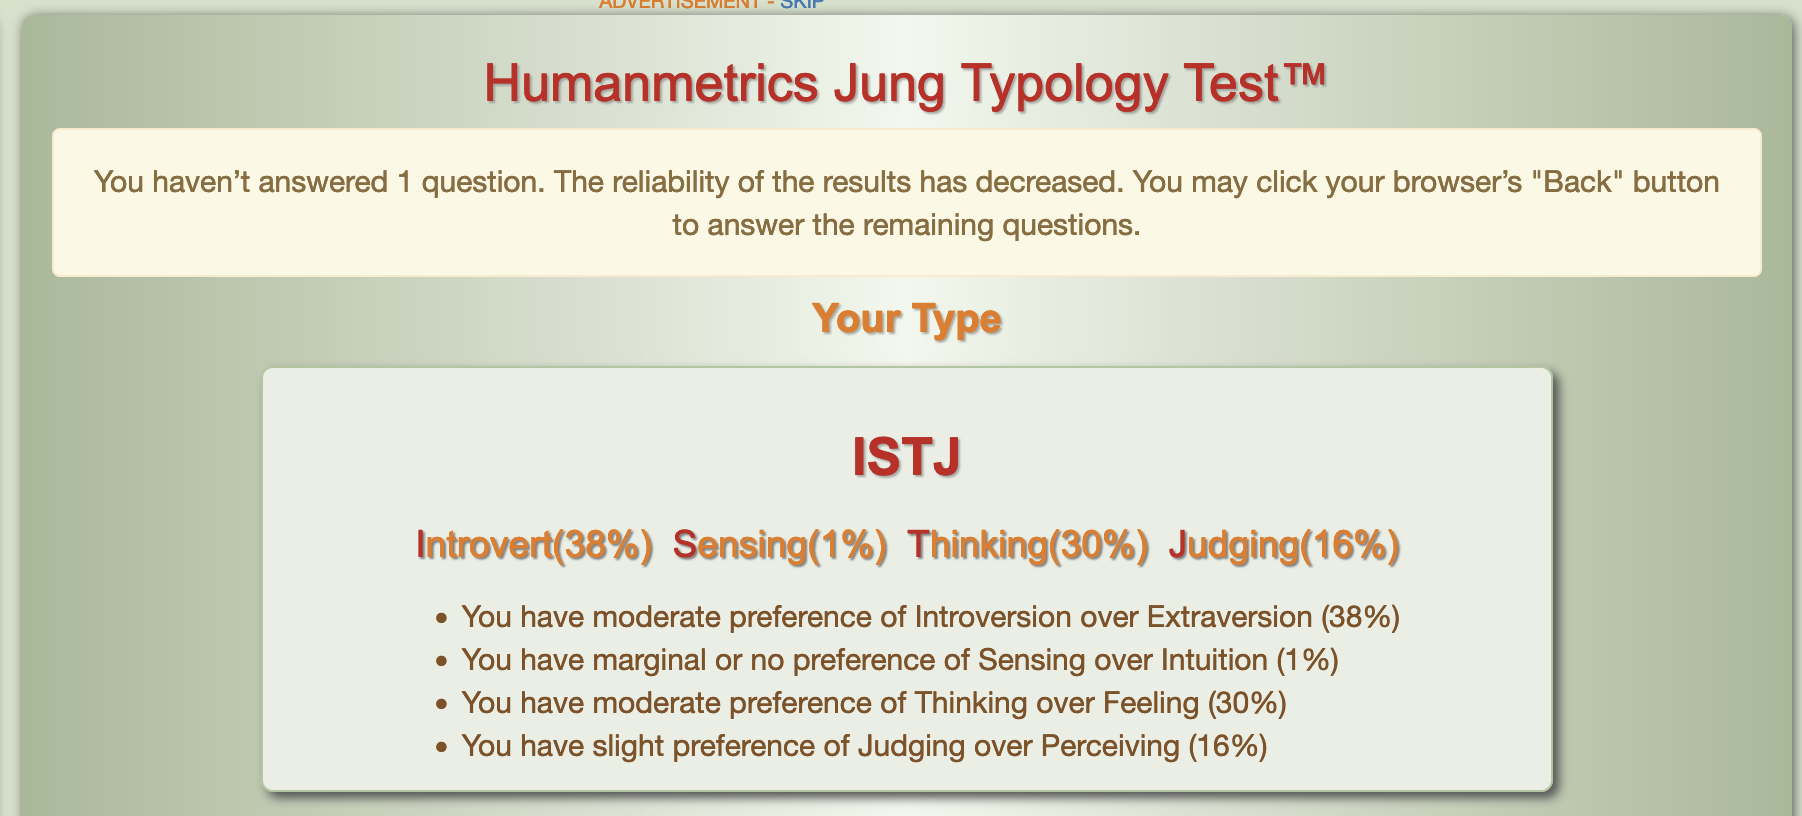 ADVERTISEMENT - SKIP
Humanmetrics Jung Typology Test™
You haven’t answered 1 question. The reliability of the results has decreased. You may click your browser’s "Back" button
to answer the remaining questions.
Your Type
ISTJ
Introvert(38%) Sensing(1%) Thinking(30%) Judging(16%)
• You have moderate preference of Introversion over Extraversion (38%)
• You have marginal or no preference of Sensing over Intuition (1%)
• You have moderate preference of Thinking over Feeling (30%)
• You have slight preference of Judging over Perceiving (16%)